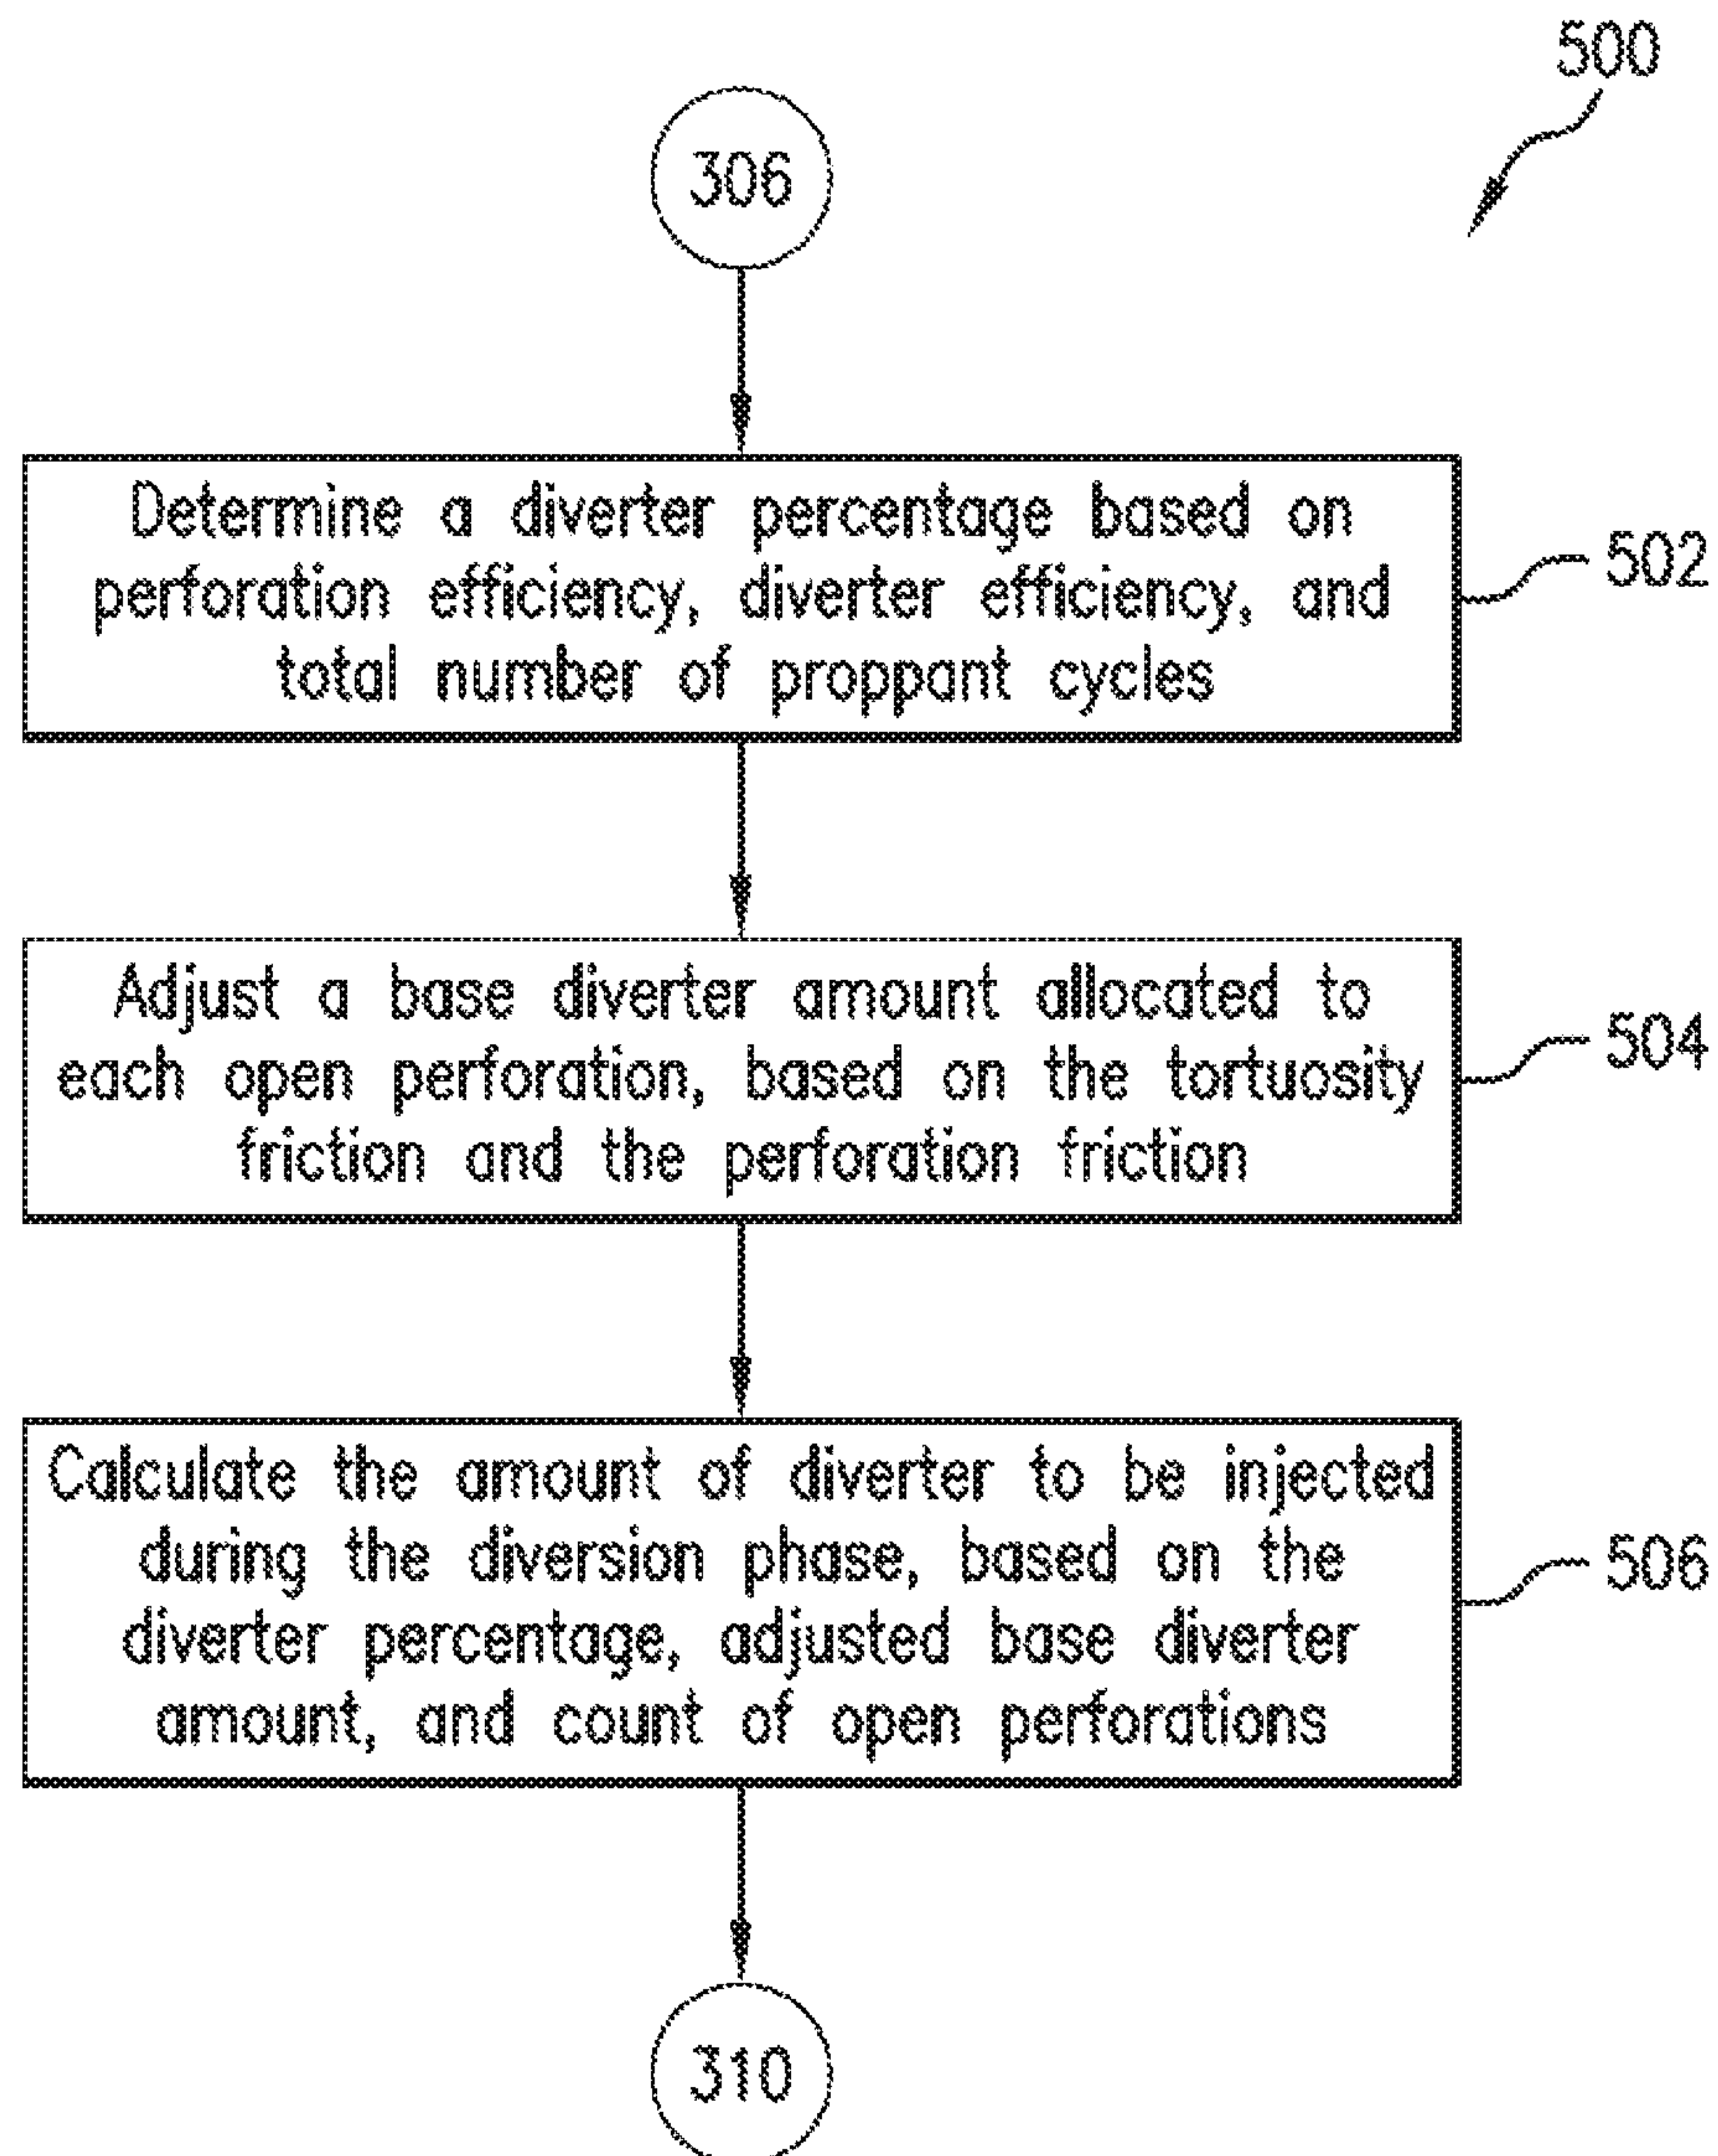 500
306
Determine a diverter percentage based on
perforation efficiency, diverter efficiency, and
total number of proppant cycles
502
Adjust a base diverter amount allocated to
each open perforation, based on the tortuosity
friction and the perforation friction
504
Calculate the amount of diverter to be injected
during the diversion phase, based on the
diverter percentage, adjusted base diverter
amount, and count of open perforations
506
310